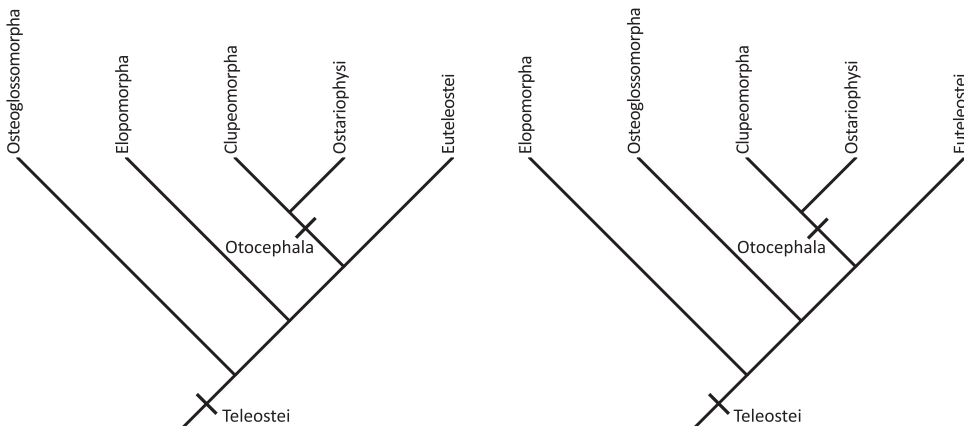 Osteoglossomorpha
Elopomorpha
Clupeomorpha
Ostariophysi
Euteleostei
Otocephala
Teleostei
Elopomorpha
Osteoglossomorpha
Clupeomorpha
Ostariophysi
Euteleostei
Otocephala
Teleostei